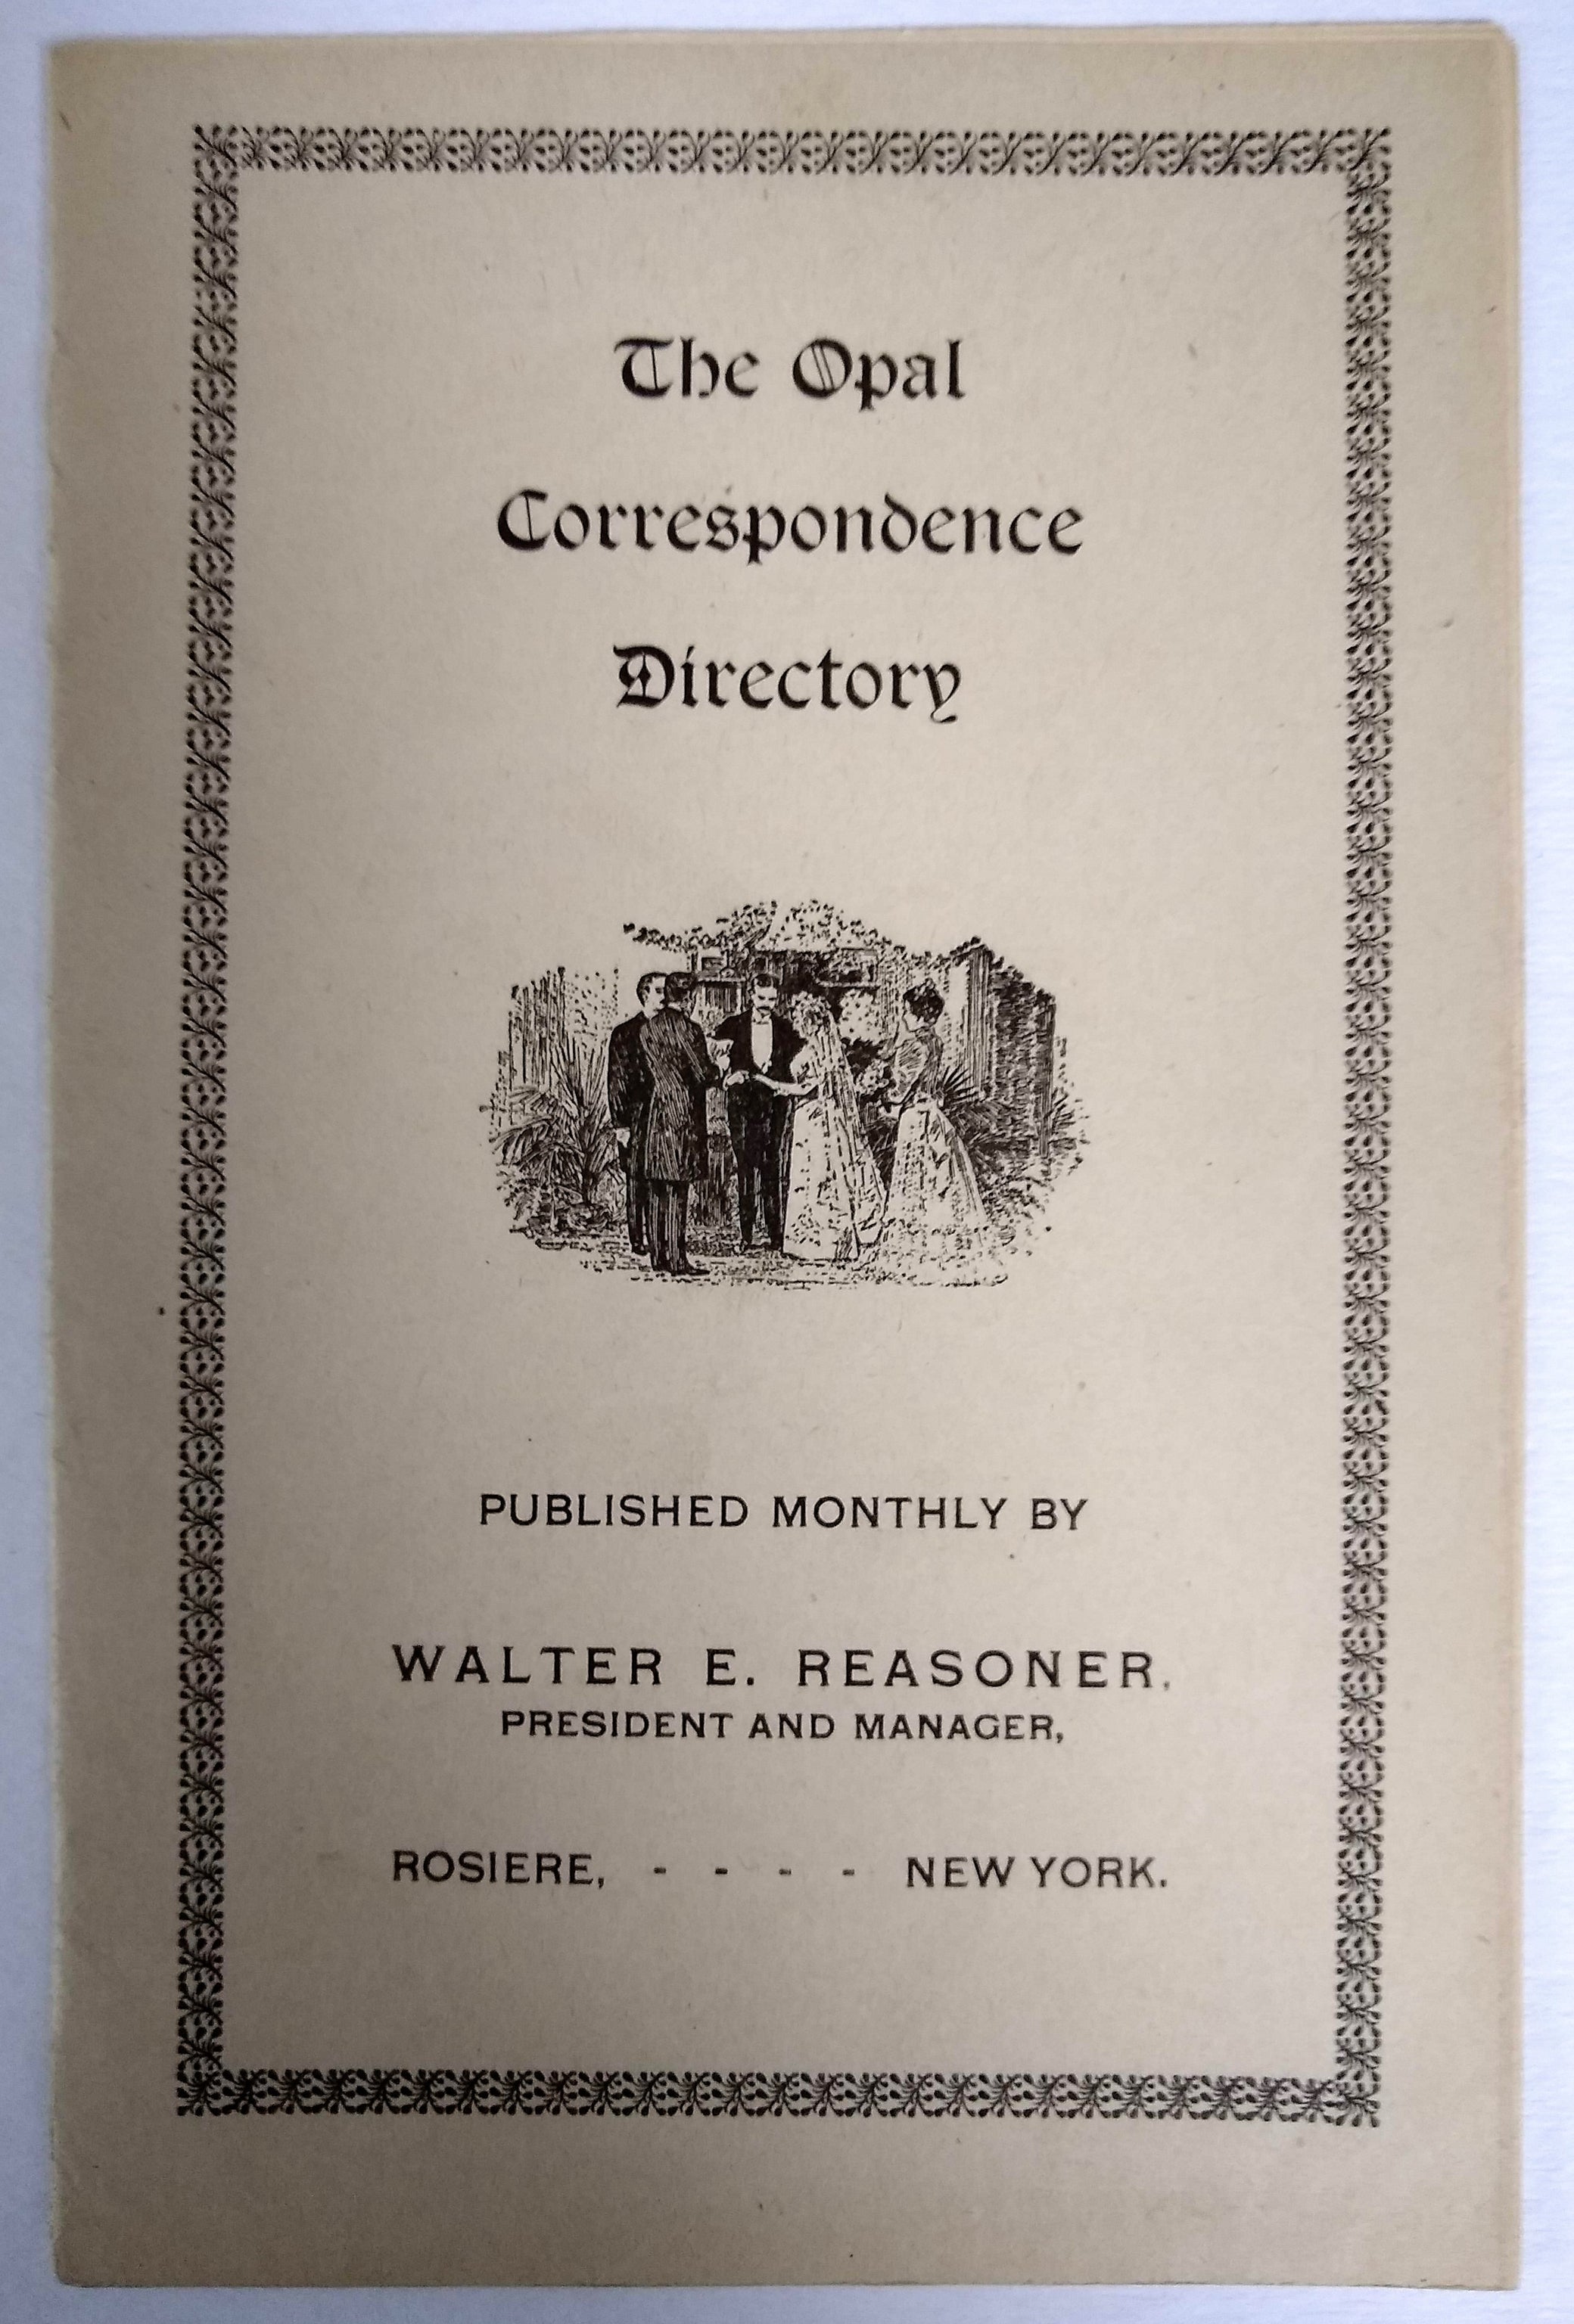 The Opal
Correspondence
Directory
PUBLISHED MONTHLY BY
WALTER E. REASONER.
PRESIDENT AND MANAGER,
ROSIERE, - - - - NEW YORK.